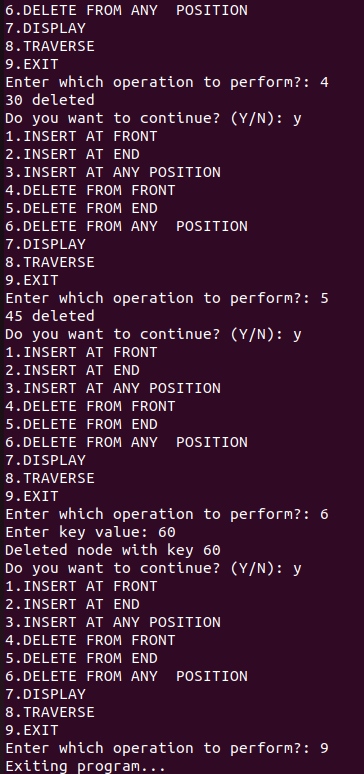 6.DELETE FROM ANY  POSITION
7.DISPLAY
8.TRAVERSE
9.EXIT
Enter which operation to perform?: 4
30 deleted
Do you want to continue? (Y/N): y
1.INSERT AT FRONT
2.INSERT AT END
3.INSERT AT ANY POSITION
4.DELETE FROM FRONT
5.DELETE FROM END
6.DELETE FROM ANY  POSITION
7.DISPLAY
8.TRAVERSE
9.EXIT
Enter which operation to perform?: 5
45 deleted
Do you want to continue? (Y/N): y
1.INSERT AT FRONT
2.INSERT AT END
3.INSERT AT ANY POSITION
4.DELETE FROM FRONT
5.DELETE FROM END
6.DELETE FROM ANY  POSITION
7.DISPLAY
8.TRAVERSE
9.EXIT
Enter which operation to perform?: 6
Enter key value: 60
Deleted node with key 60
Do you want to continue? (Y/N): y
1.INSERT AT FRONT
2.INSERT AT END
3.INSERT AT ANY POSITION
4.DELETE FROM FRONT
5.DELETE FROM END
6.DELETE FROM ANY  POSITION
7.DISPLAY
8.TRAVERSE
9.EXIT
Enter which operation to perform?: 9
Exiting program...